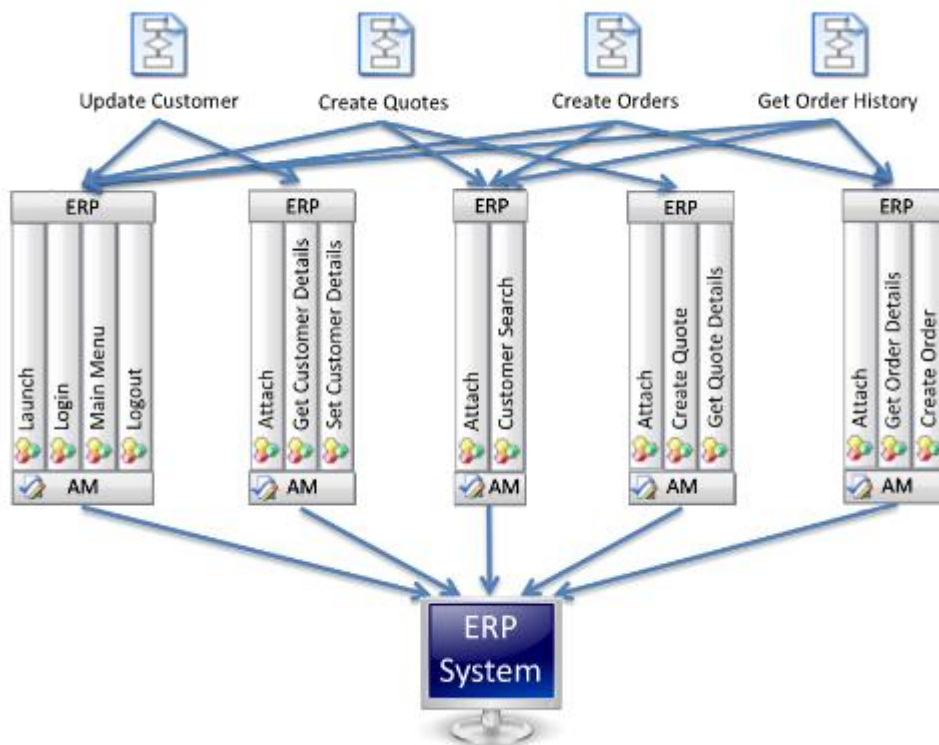 Update Customer
Create Quotes
Create Orders
Get Order History
ERP
Launch
Login
Main Menu
Logout
AM
ERP
Attach
Get Customer Details
Set Customer Details
AM
ERP
Attach
Customer Search
AM
ERP
Attach
Create Quote
Get Quote Details
AM
ERP
Attach
Get Order Details
Create Order
AM
ERP
System